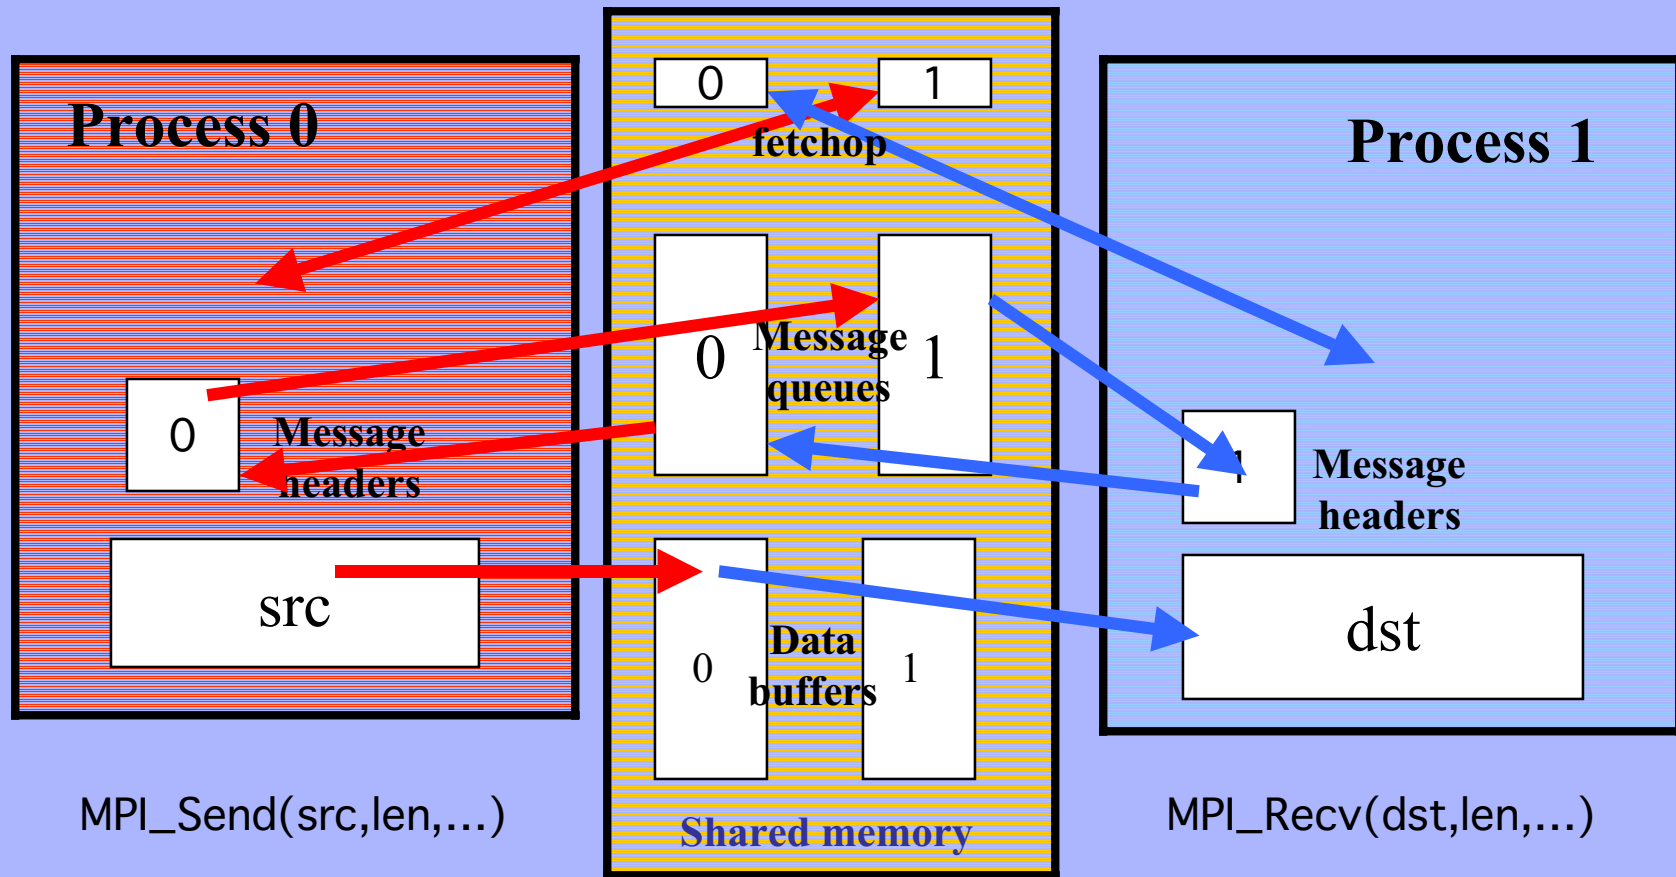 Process 0
0
Message
headers
src
MPI_Send(src,len,...)
0
1
fetchop
0
Message
queues
1
0
Data
buffers
1
Shared memory
Process 1
1
Message
headers
dst
MPI_Recv(dst,len,...)